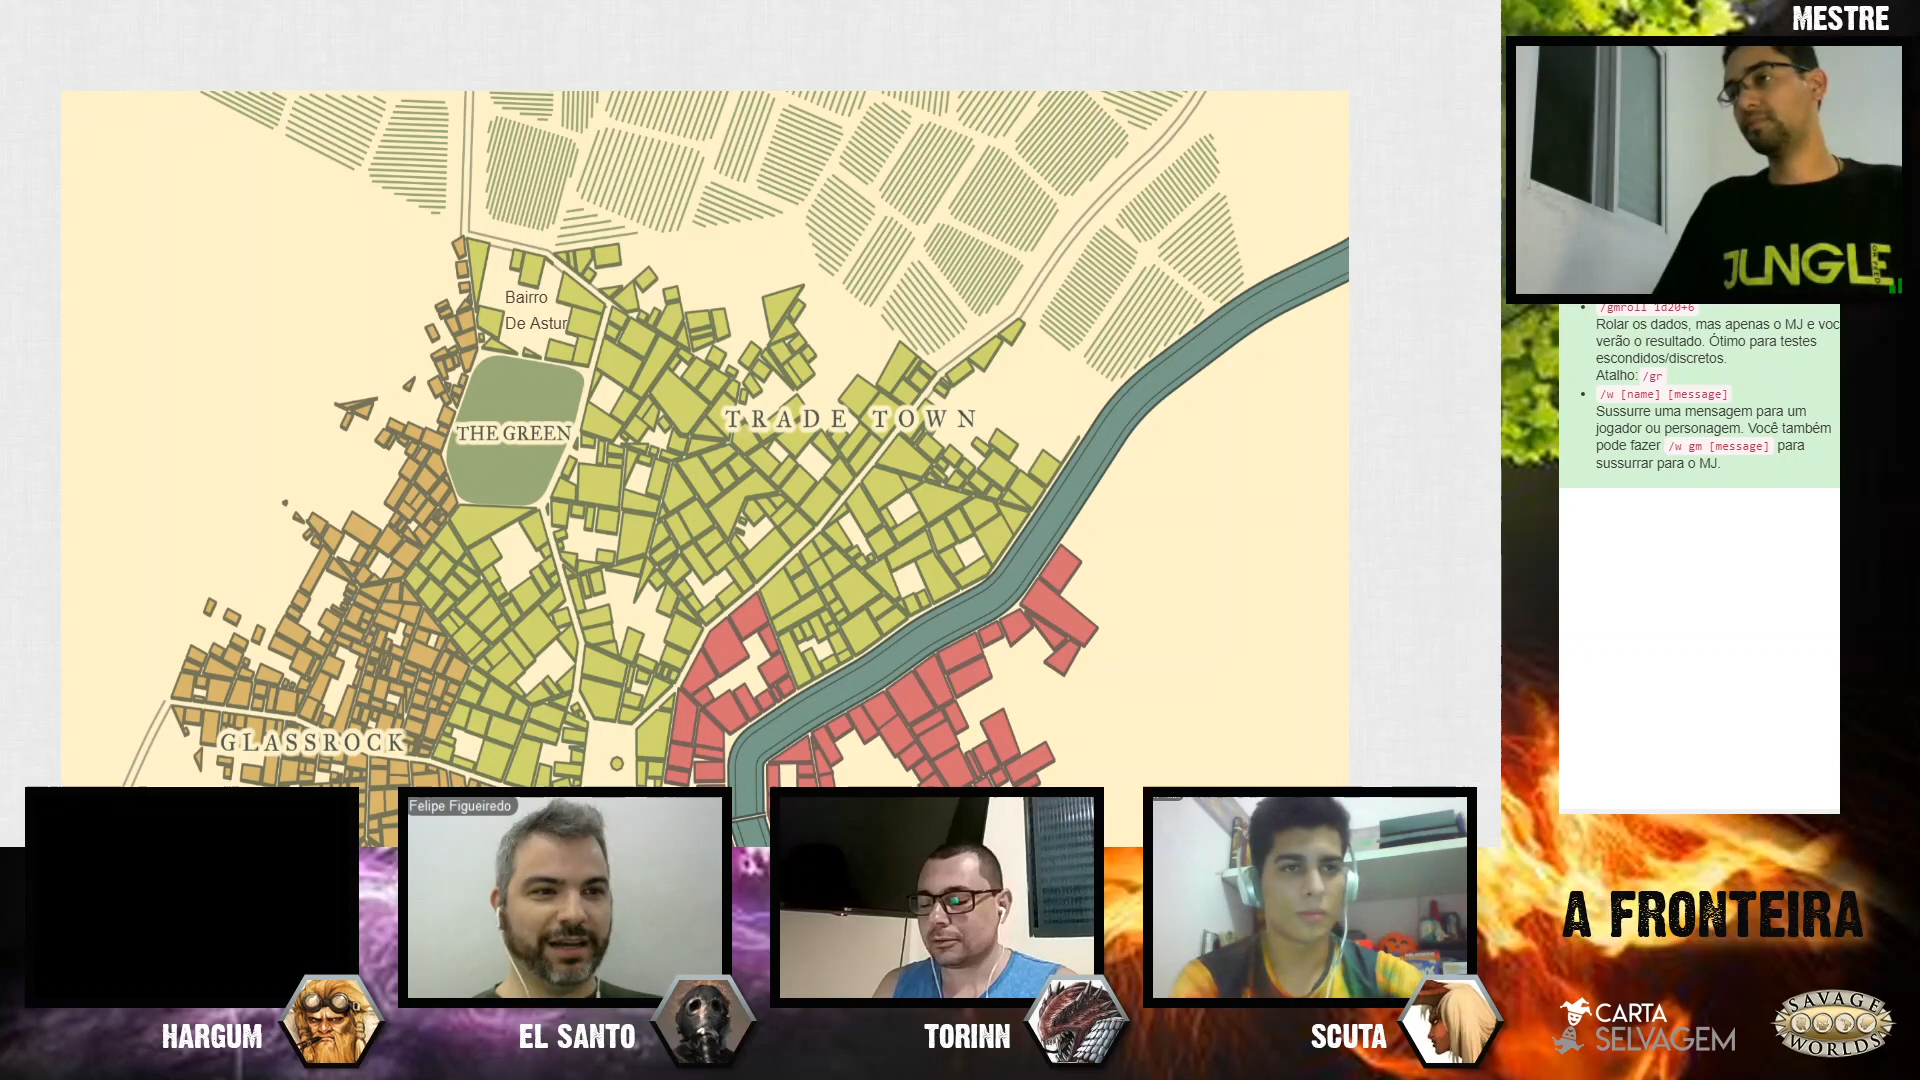 MESTRE
JUNGLE
/gmroll 1d20+6
Rolar os dados, mas apenas o MJ e voc
verão o resultado. Ótimo para testes
escondidos/discretos.
Atalho: /gr
/w [name] [message]
Sussurre uma mensagem para um
jogador ou personagem. Você também
pode fazer /w gm [message] para
sussurrar para o MJ.
Bairro
De Astur
THE GREEN
TRADE TOWN
GLASSROCK
Felipe Figueiredo
HARGUM
EL SANTO
TORINN
SCUTA
A FRONTEIRA
CARTA
SELVAGEM
SAVAGE
WORLDS